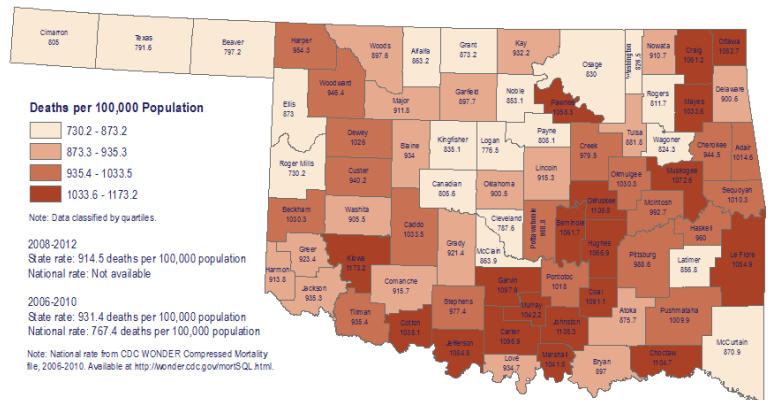 Cimarron
805
Texas
791.6
Beaver
797.2
Harper
954.3
Woods
897.6
Alfalfa
863.2
Grant
873.2
Kay
932.2
Osage
830
Washington
Nowata
910.7
Craig
1061.2
Ottawa
1082.7
Woodward
946.4
Ellis
873
Major
911.8
Garfield
897.7
Noble
853.1
Pawnee
1058.3
Rogers
811.7
Mayes
1033.6
Delaware
900.6
Deaths per 100,000 Population
730.2 - 873.2
873.3 - 935.3
935.4 - 1033.5
1033.6 - 1173.2
Note: Data classified by quartiles.
Dewey
1026
Blaine
934
Kingfisher
835.1
Logan
776.5
Payne
808.1
Creek
979.5
Tulsa
881.8
Wagoner
824.3
Cherokee
944.5
Adair
1014.6
Roger Mills
730.2
Custer
940.2
Canadian
805.6
Oklahoma
900.5
Lincoln
915.3
Okmulgee
1030.3
Muskogee
1072.6
Sequoyah
1010.3
Beckham
1030.3
Washita
905.5
Caddo
1033.5
Cleveland
787.6
Pottawatomie
Okfuskee
McIntosh
992.7
Haskell
960
Le Flore
1054.9
Greer
923.4
Kiowa
1173.2
Grady
921.4
McClain
863.9
Seminole
Hughes
Pittsburg
988.6
Latimer
856.8
Harmon
913.8
Jackson
935.3
Comanche
915.7
Garvin
Pontotoc
1018
Coal
Tillman
935.4
Stephens
977.4
Murray
1042.2
Atoka
875.7
Pushmataha
1009.9
Cotton
Carter
Johnston
McCurtain
870.9
Jefferson
Love
934.7
Marshall
Bryan
897
Choctaw
1104.7
2008-2012
State rate: 914.5 deaths per 100,000 population
National rate: Not available
2006-2010
State rate: 931.4 deaths per 100,000 population
National rate: 767.4 deaths per 100,000 population
Note: National rate from CDC WONDER Compressed Mortality
file, 2006-2010. Available at http://wonder.cdc.gov/mortSQL.html.